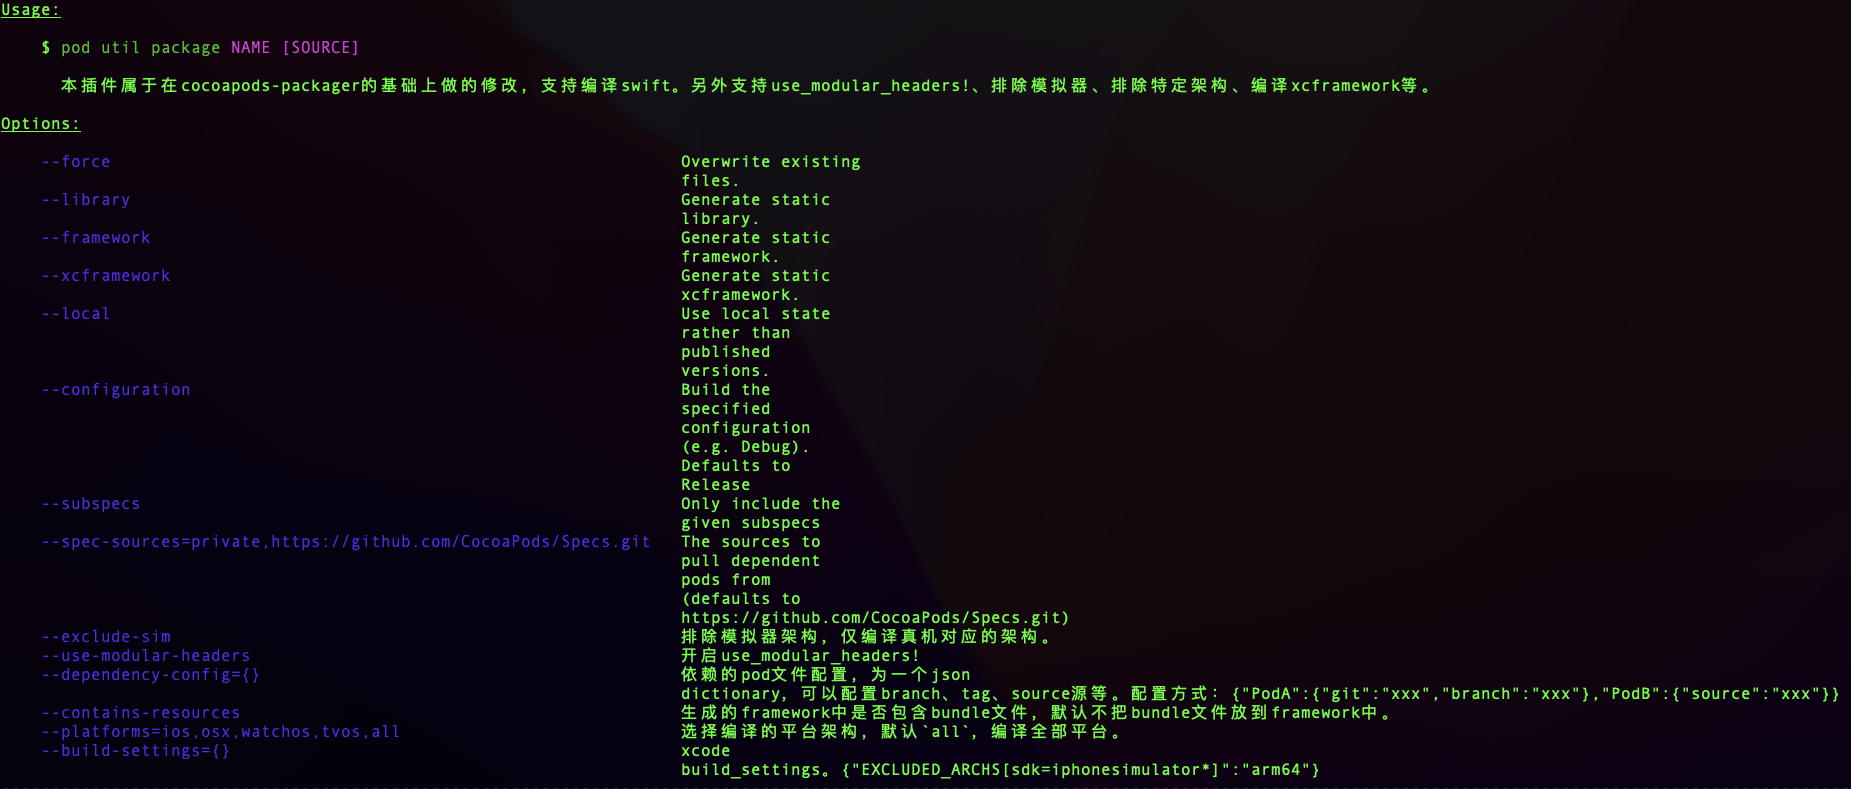 Usage:
$ pod util package NAME [SOURCE]
本插件属于在cocoapods-packager的基础上做的修改，支持编译swift。另外支持use_modular_headers!、排除模拟器、排除特定架构、编译xcframework等。
Options:
--force Overwrite existing
files.
--library Generate static
library.
--framework Generate static
framework.
--xcframework Generate static
xcframework.
--local Use local state
rather than
published
versions.
--configuration Build the
specified
configuration
(e.g. Debug).
Defaults to
Release
--subspecs Only include the
given subspecs
--spec-sources=private,https://github.com/CocoaPods/Specs.git The sources to
pull dependent
pods from
(defaults to
https://github.com/CocoaPods/Specs.git)
--exclude-sim 排除模拟器架构，仅编译真机对应的架构。
--use-modular-headers 开启use_modular_headers!
--dependency-config={} 依赖的pod文件配置，为一个json
dictionary，可以配置branch、tag、source源等。配置方式：{"PodA":{"git":"xxx","branch":"xxx"},"PodB":{"source":"xxx"}}
--contains-resources 生成的framework中是否包含bundle文件，默认不把bundle文件放到framework中。
--platforms=ios,osx,watchos,tvos,all 选择编译的平台架构，默认`all`，编译全部平台。
--build-settings={} xcode
build_settings。{"EXCLUDED_ARCHS[sdk=iphonesimulator*]":"arm64"}